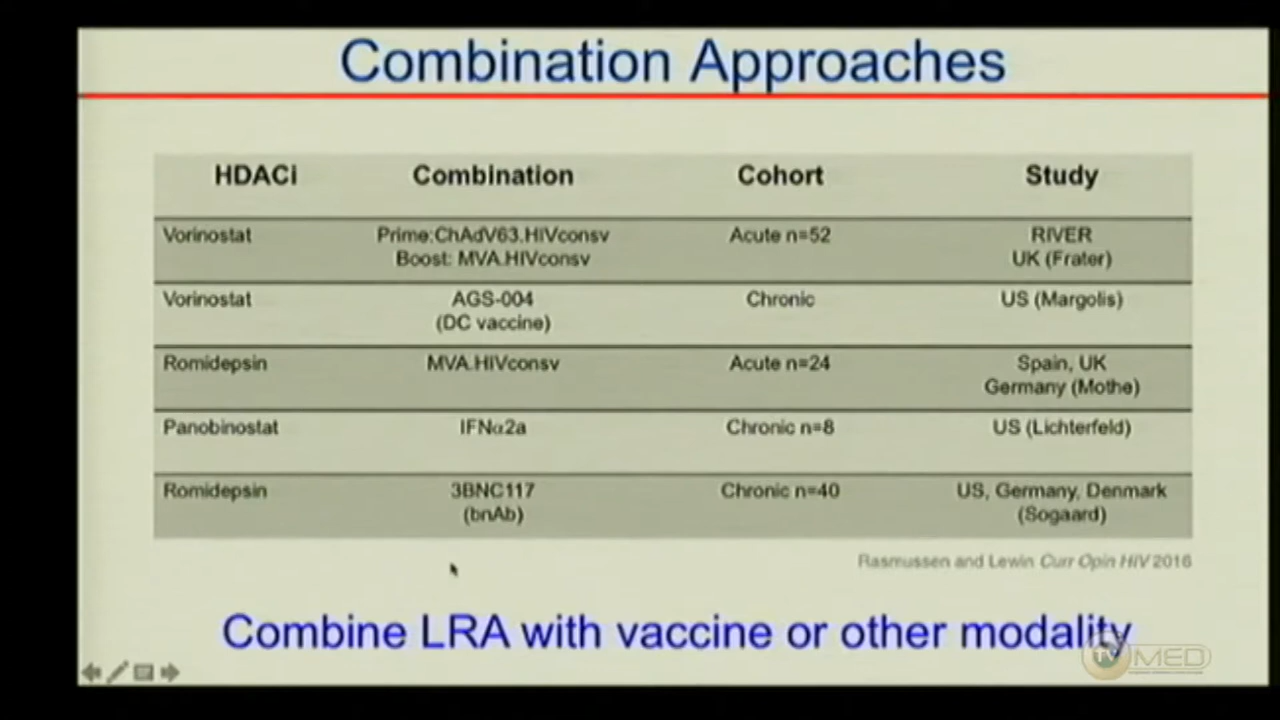 Combination Approaches
HDACi Combination Cohort Study
Vorinostat Prime:ChAdV63.HIVconsv Acute n=52 RIVER
Boost: MVA.HIVconsv UK (Frater)
Vorinostat AGS-004 Chronic US (Margolis)
(DC vaccine)
Romidepsin MVA.HIVconsv Acute n=24 Spain, UK
Germany (Mothe)
Panobinostat IFNα2a Chronic n=8 US (Lichterfeld)
Romidepsin 3BNC117 Chronic n=40 US, Germany, Denmark
(bnAb) (Sogaard)
Rasmussen and Lewin Curr Opin HIV 2016
Combine LRA with vaccine or other modality
TV MED